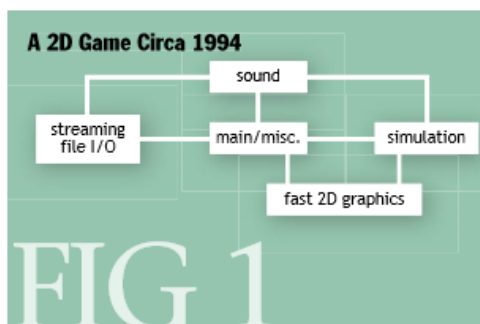 A 2D Game Circa 1994
sound
streaming
file I/O
main/misc.
simulation
fast 2D graphics
FIG 1